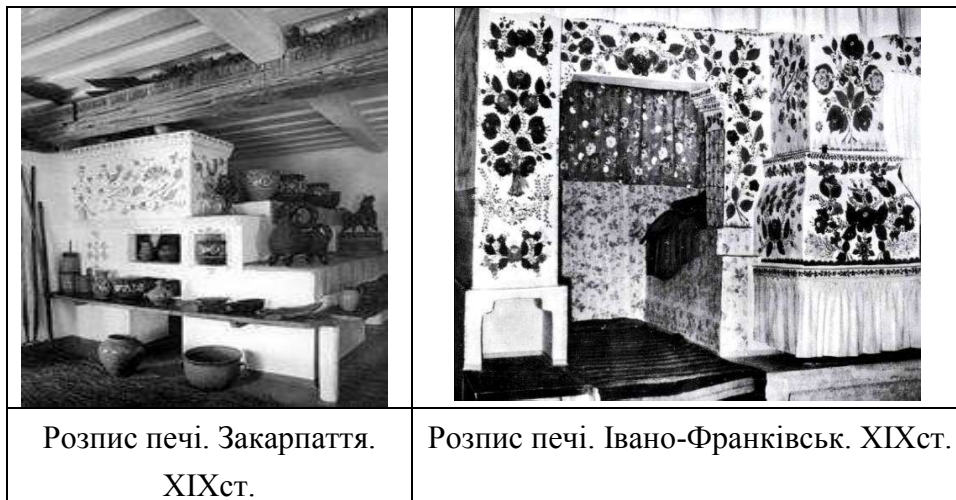 Розпис печі. Закарпаття.
XIXст.
Розпис печі. Івано-Франківськ. XIXст.